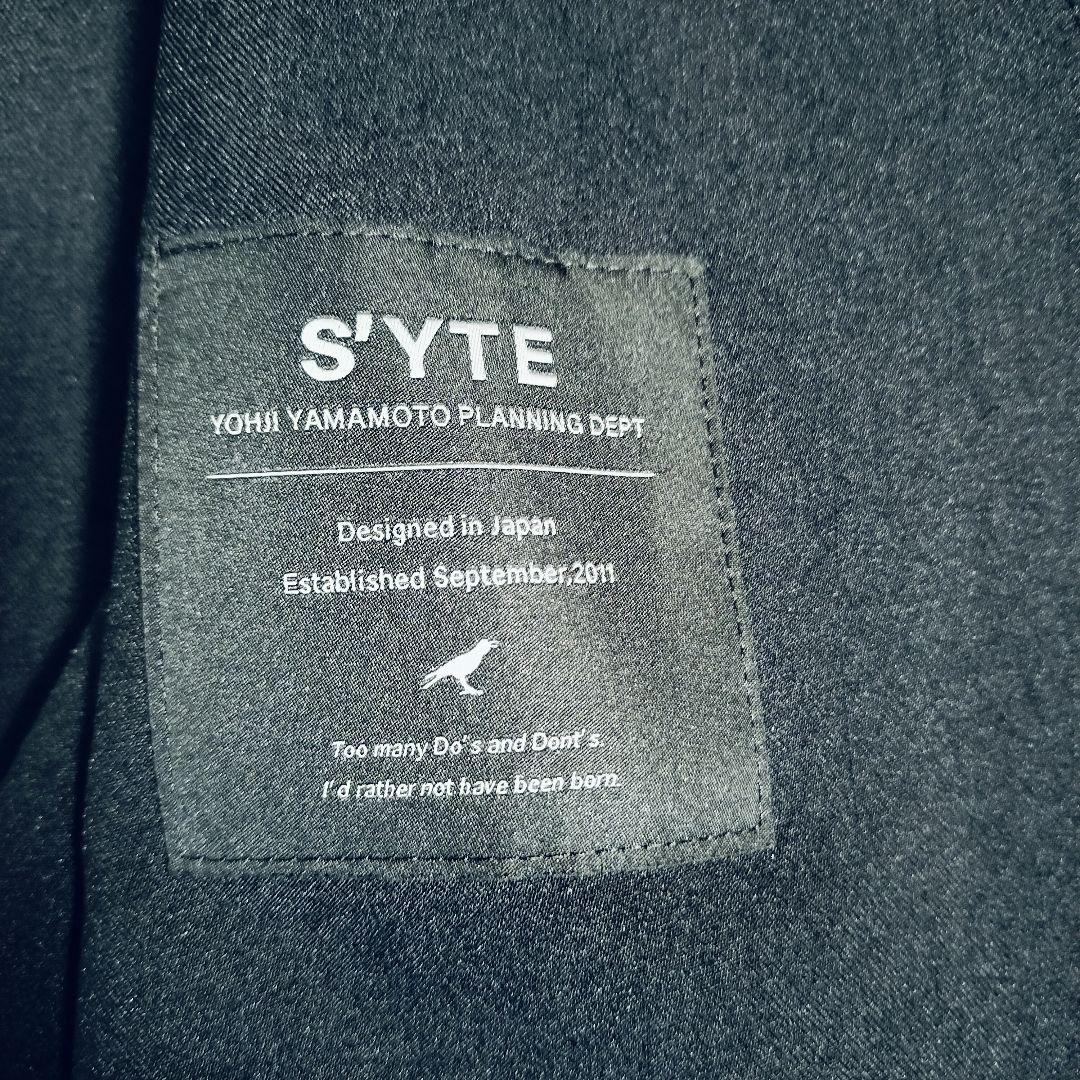 S'YTE
YOHJI YAMAMOTO PLANNING DEPT
Designed in Japan
Established September,2011
Too many Do's and Dont's.
I'd rather not have been born.